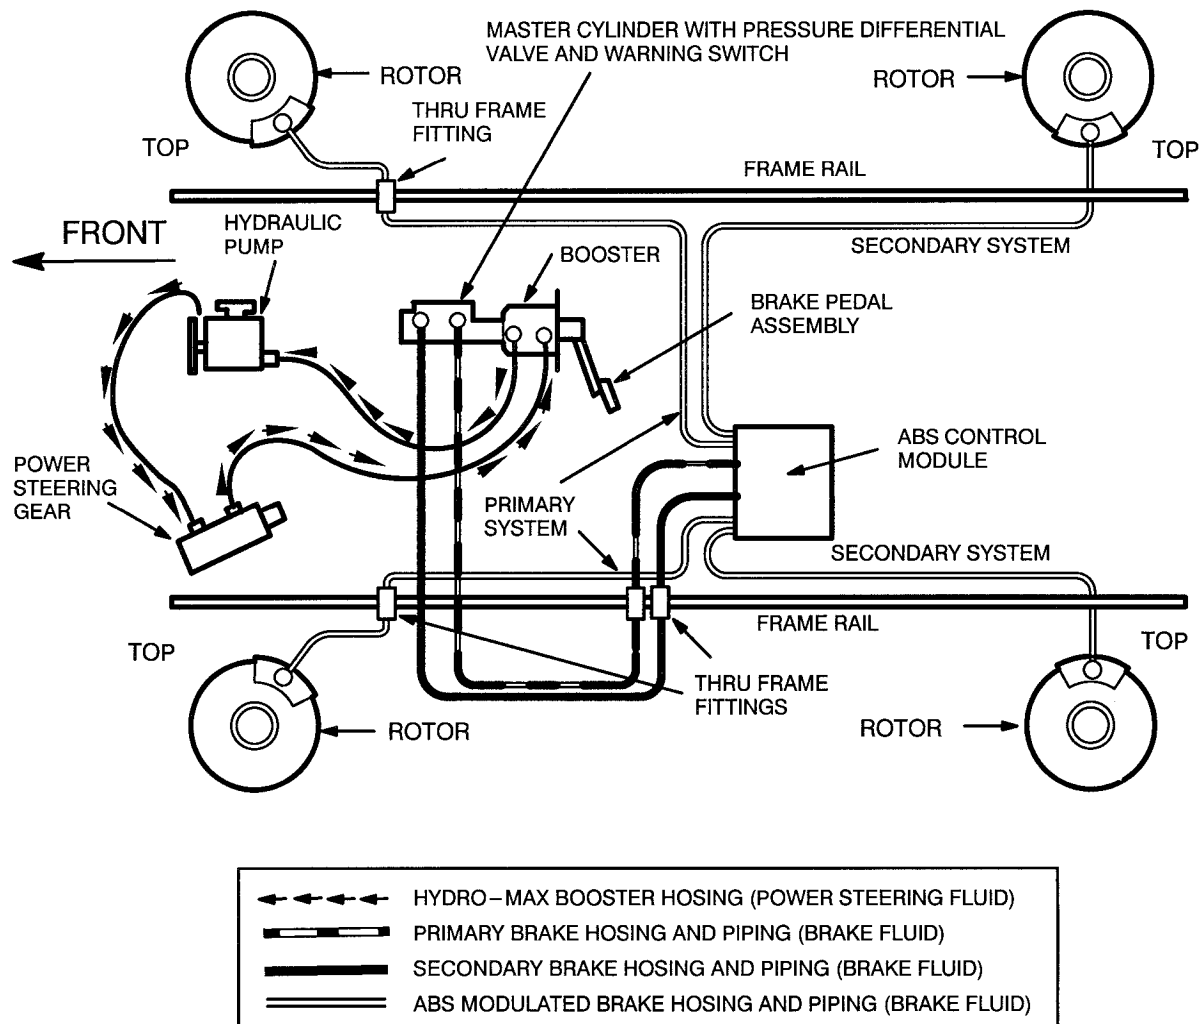 MASTER CYLINDER WITH PRESSURE DIFFERENTIAL
VALVE AND WARNING SWITCH
ROTOR
ROTOR
THRU FRAME
FITTING
TOP
TOP
FRAME RAIL
FRONT
HYDRAULIC
PUMP
SECONDARY SYSTEM
BOOSTER
BRAKE PEDAL
ASSEMBLY
ABS CONTROL
MODULE
POWER
STEERING
GEAR
PRIMARY
SYSTEM
SECONDARY SYSTEM
FRAME RAIL
TOP
TOP
THRU FRAME
FITTINGS
ROTOR
ROTOR
HYDRO–MAX BOOSTER HOSING (POWER STEERING FLUID)
PRIMARY BRAKE HOSING AND PIPING (BRAKE FLUID)
SECONDARY BRAKE HOSING AND PIPING (BRAKE FLUID)
ABS MODULATED BRAKE HOSING AND PIPING (BRAKE FLUID)